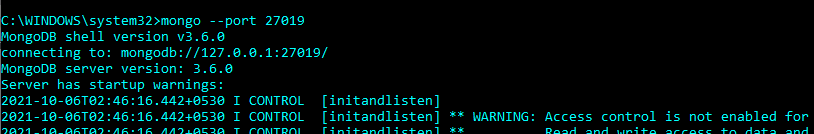 C:\WINDOWS\system32>mongo --port 27019
MongoDB shell version v3.6.0
connecting to: mongodb://127.0.0.1:27019/
MongoDB server version: 3.6.0
Server has startup warnings:
2021-10-06T02:46:16.442+0530 I CONTROL  [initandlisten]
2021-10-06T02:46:16.442+0530 I CONTROL  [initandlisten] ** WARNING: Access control is not enabled for
2021-10-06T02:46:16.442+0530 I CONTROL  [initandlisten] **          Read and write access to data and